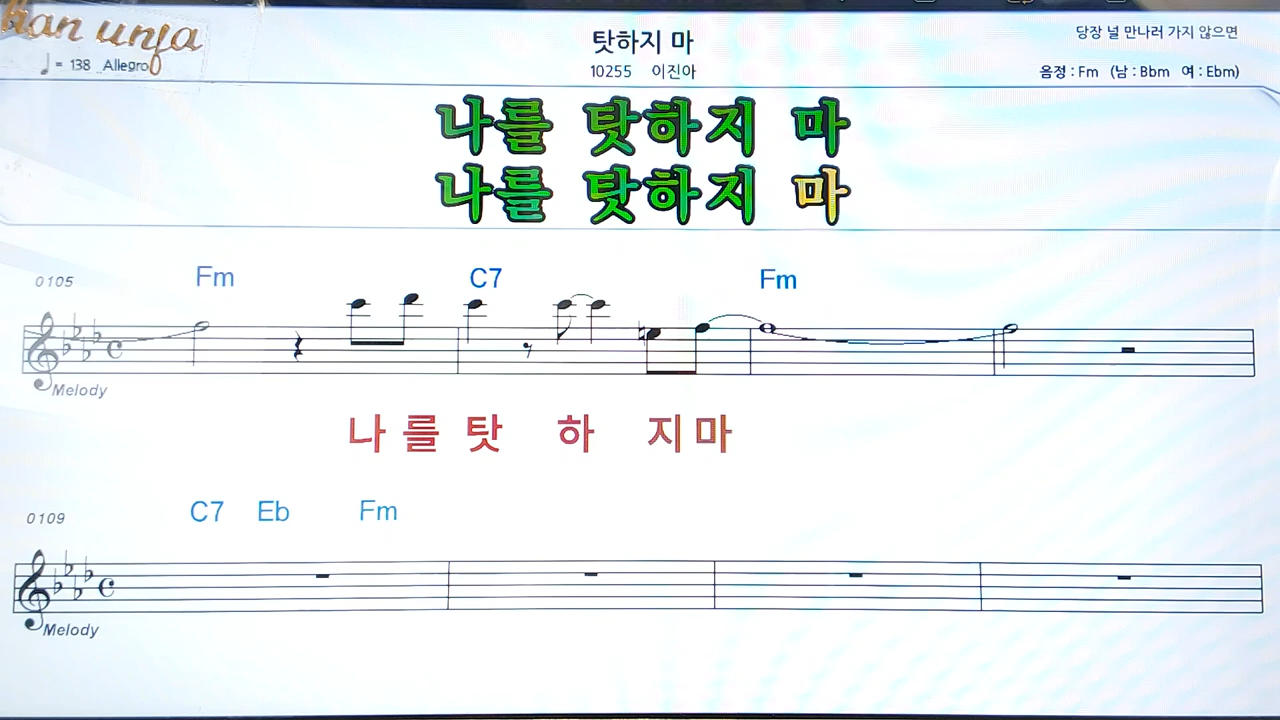 han unja
♩ = 138 Allegro
탓하지 마
10255 이진아
당장 널 만나러 가지 않으면
음정 : Fm (남 : Bbm 여 : Ebm)
나를 탓하지 마
나를 탓하지 마
0105 Fm C7 Fm
Melody
나 를 탓 하 지 마
C7 Eb Fm
0109
Melody